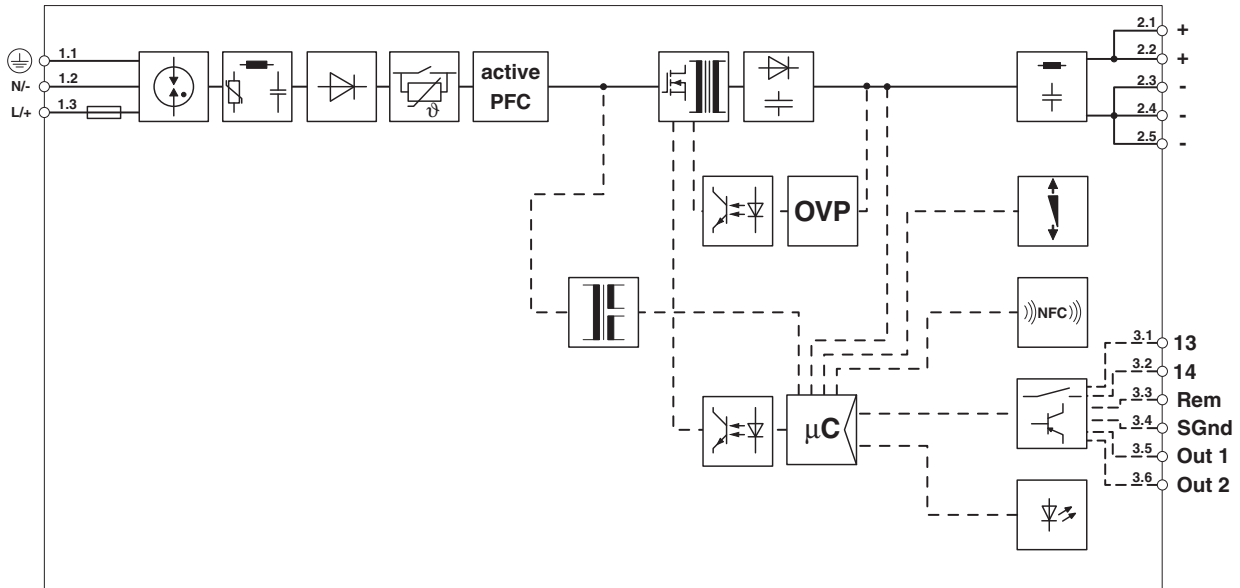 1.1
N/- 1.2
L/+ 1.3
ϑ
active
PFC
2.1 +
2.2 +
2.3 -
2.4 -
2.5 -
OVP
NFC
μC
3.1 13
3.2 14
3.3 Rem
3.4 SGnd
3.5 Out 1
3.6 Out 2